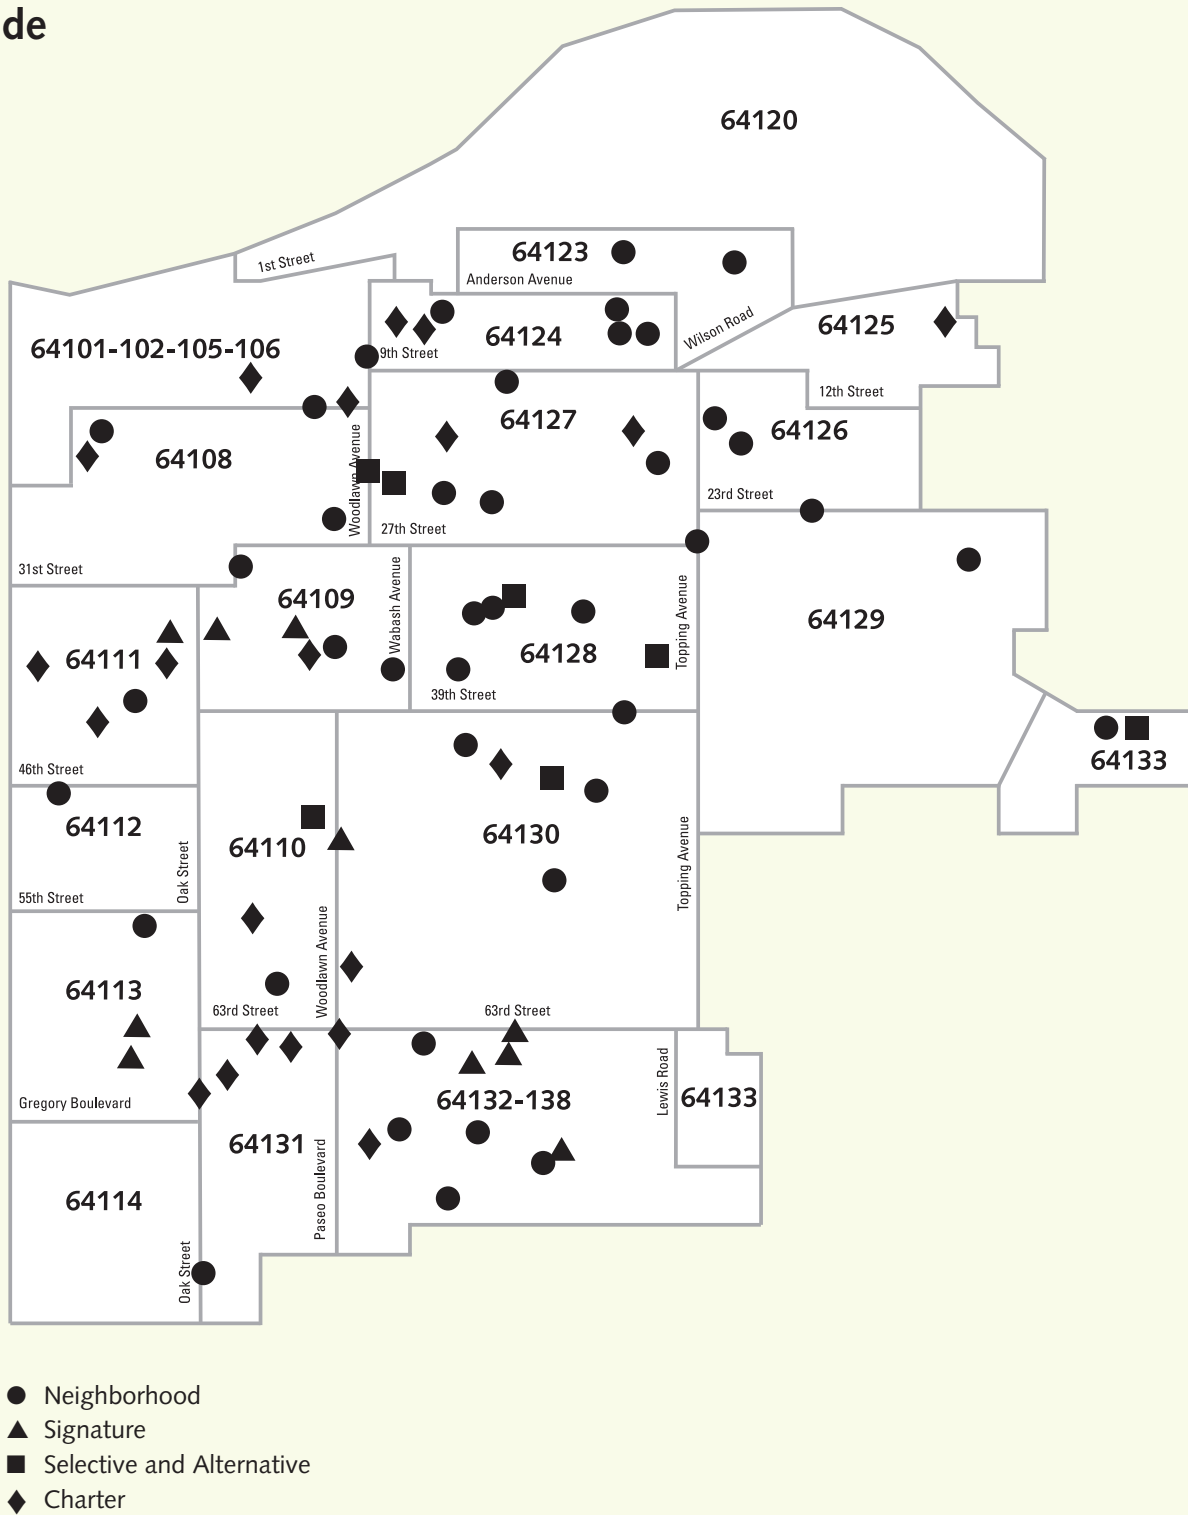 de
64120
1st Street
64123
Anderson Avenue
Wilson Road
64125
64101-102-105-106
9th Street
64124
12th Street
64108
Woodlawn Avenue
64127
64126
23rd Street
27th Street
31st Street
64109
Wabash Avenue
64128
Topping Avenue
64129
64111
39th Street
46th Street
64133
64112
Oak Street
64110
64130
Topping Avenue
55th Street
64113
Woodlawn Avenue
63rd Street
63rd Street
Gregory Boulevard
64131
Paseo Boulevard
64132-138
Lewis Road
64133
64114
Oak Street
Neighborhood
Signature
Selective and Alternative
Charter